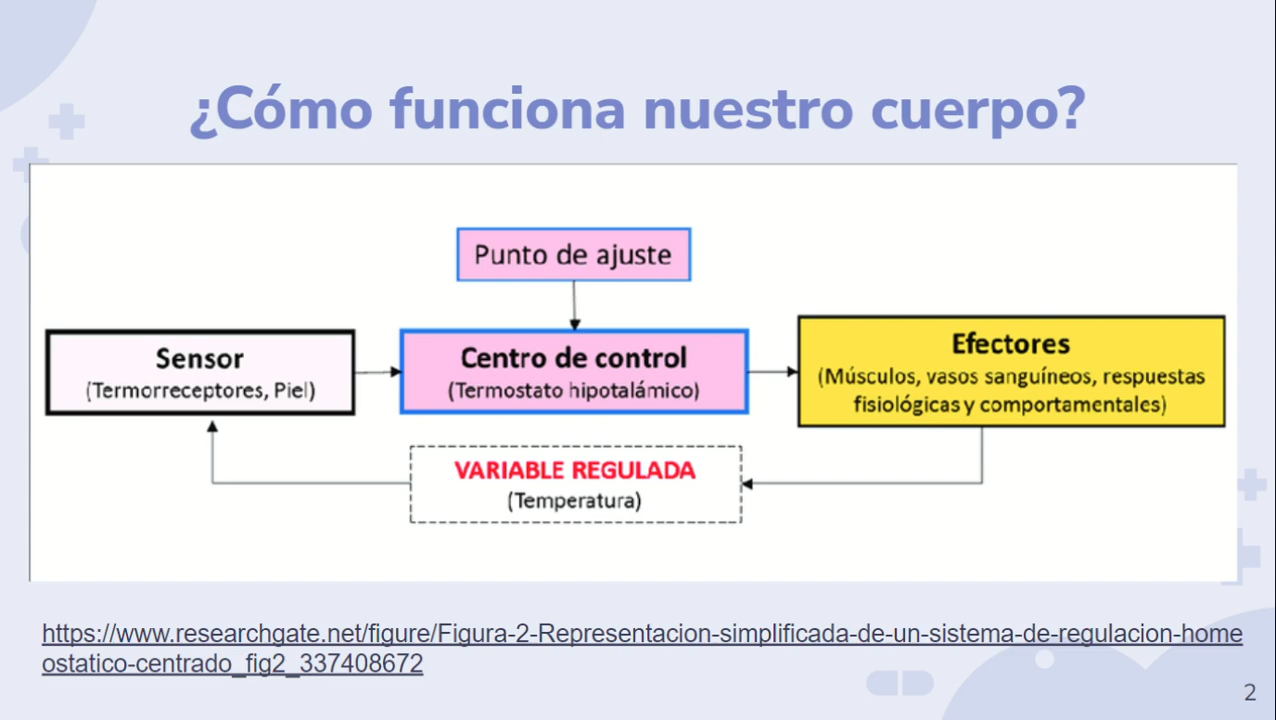 ¿Cómo funciona nuestro cuerpo?
Punto de ajuste
Sensor
(Termorreceptores, Piel)
Centro de control
(Termostato hipotalámico)
Efectores
(Músculos, vasos sanguíneos, respuestas
fisiológicas y comportamentales)
VARIABLE REGULADA
(Temperatura)
https://www.researchgate.net/figure/Figura-2-Representacion-simplificada-de-un-sistema-de-regulacion-home
ostatico-centrado_fig2_337408672
2